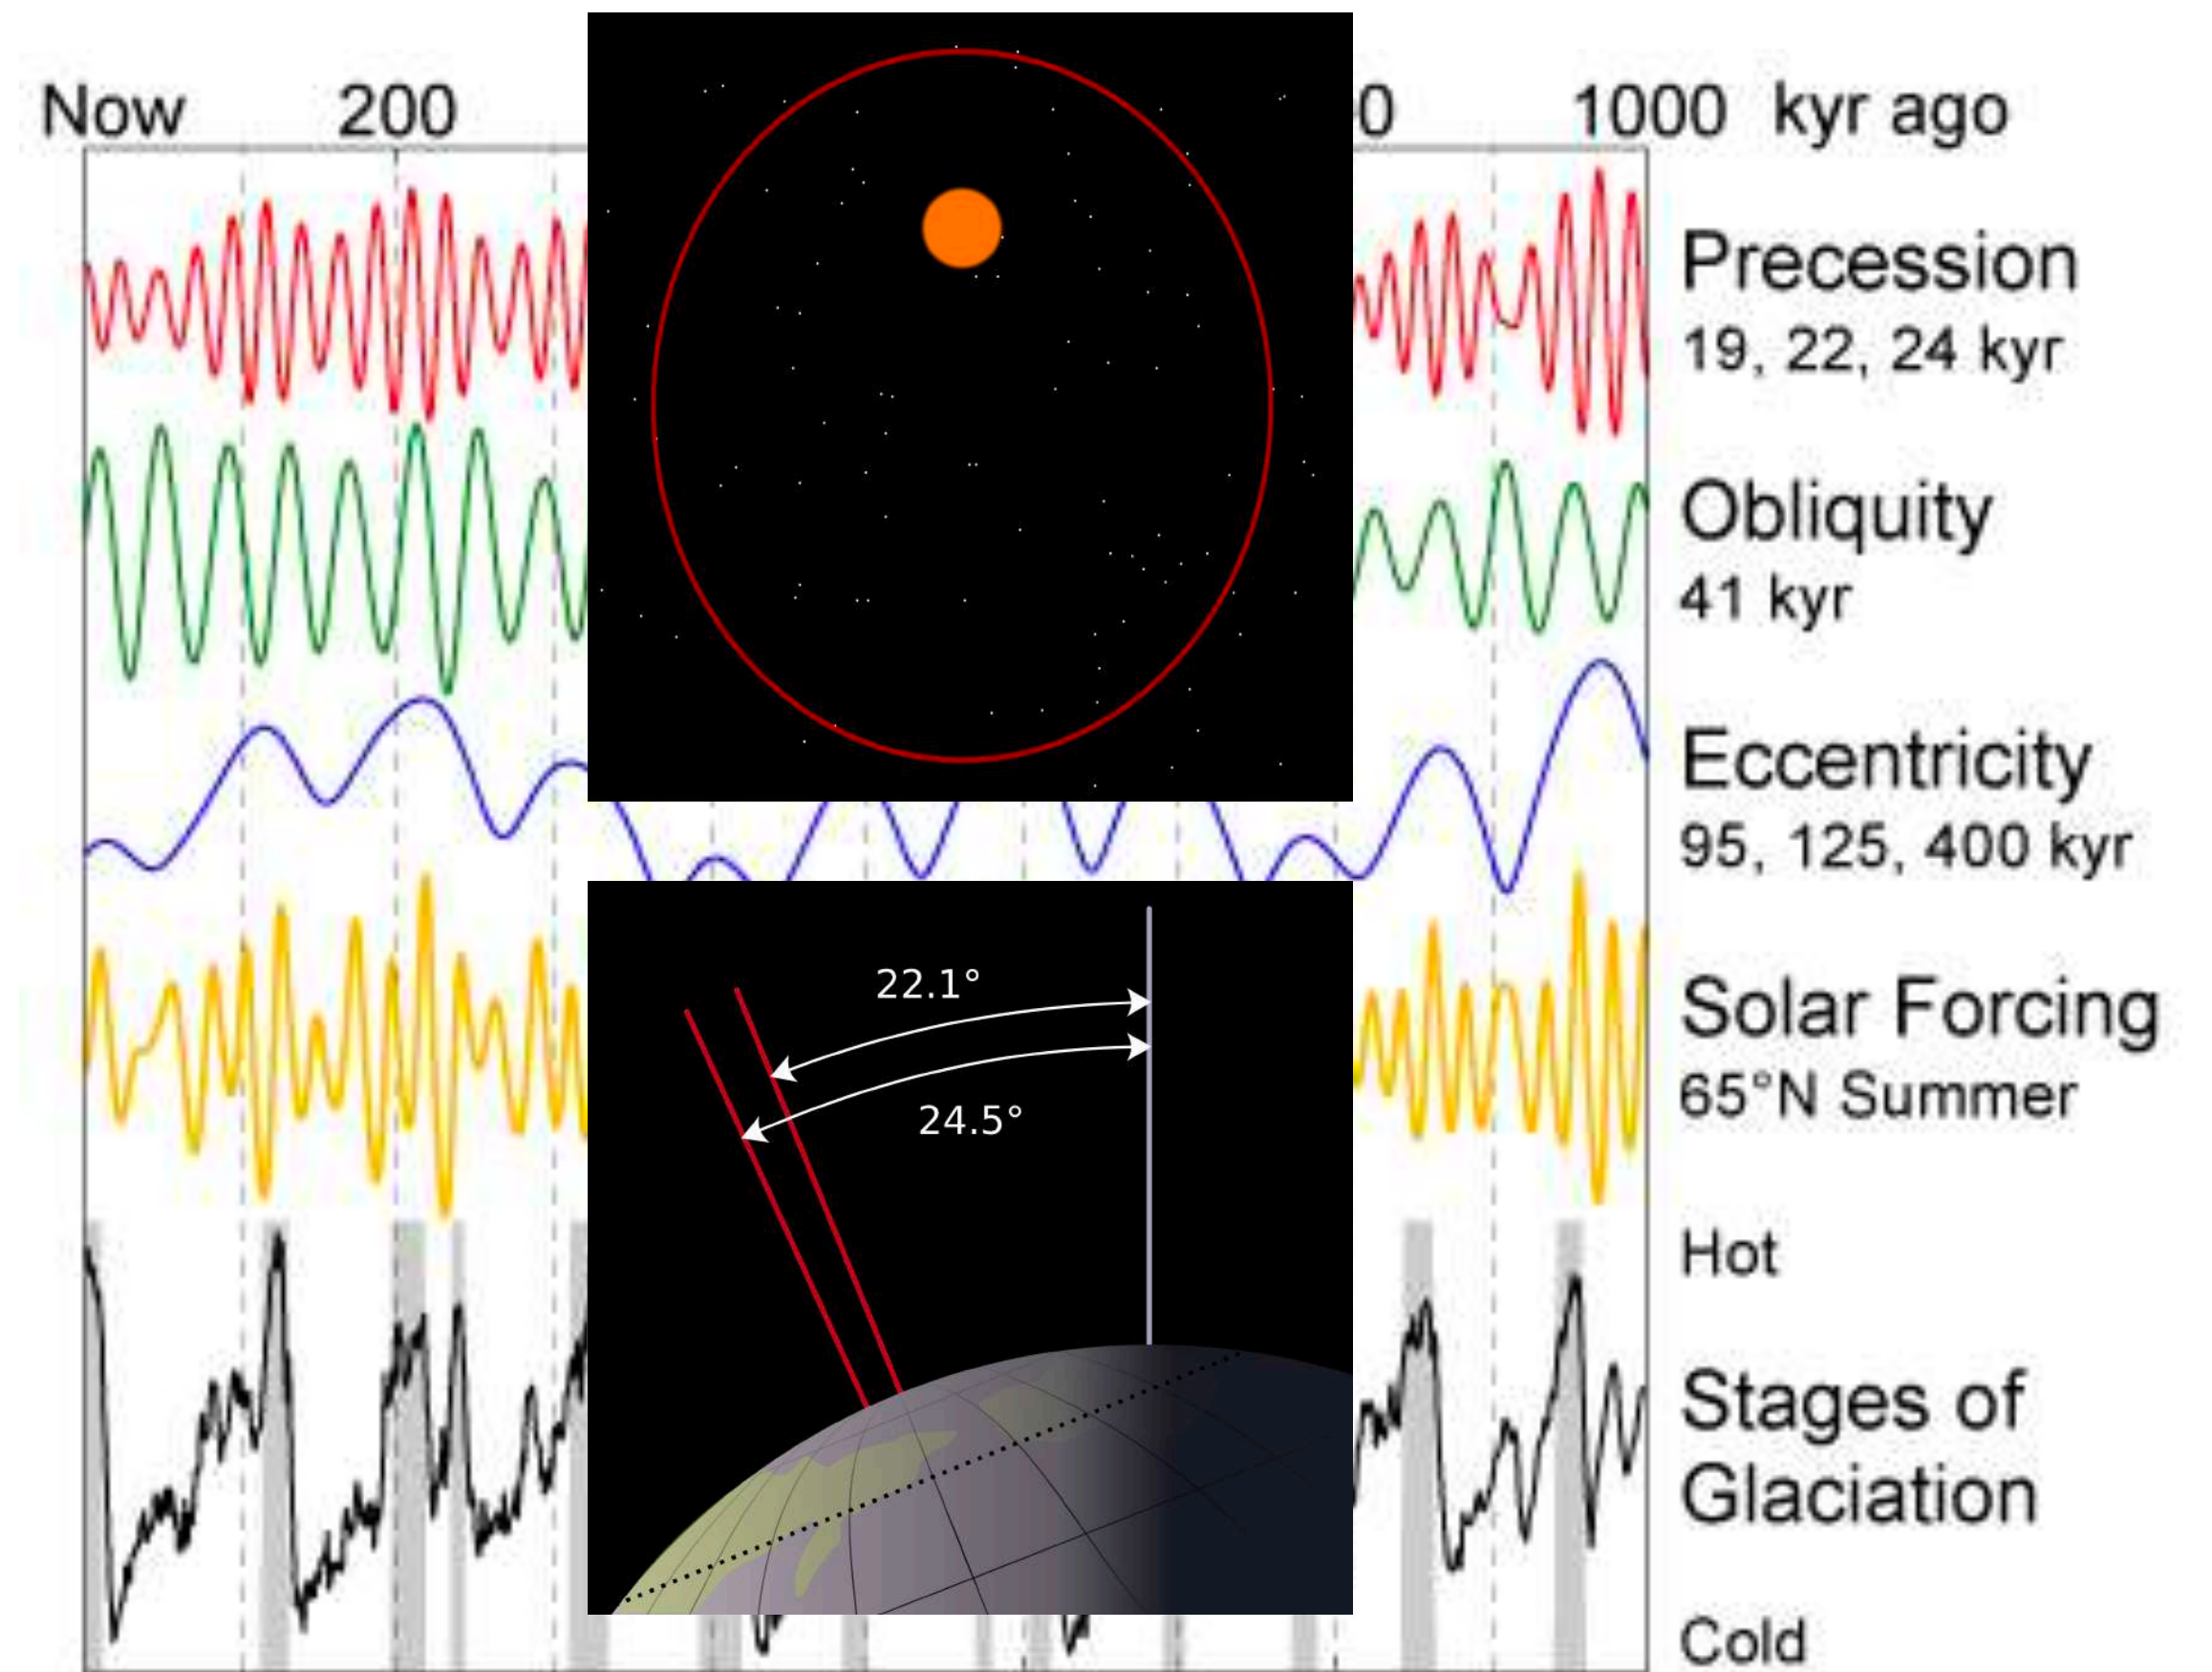 Now 200 0 1000 kyr ago
Precession
19, 22, 24 kyr
Obliquity
41 kyr
Eccentricity
95, 125, 400 kyr
22.1°
24.5°
Solar Forcing
65°N Summer
Hot
Stages of
Glaciation
Cold